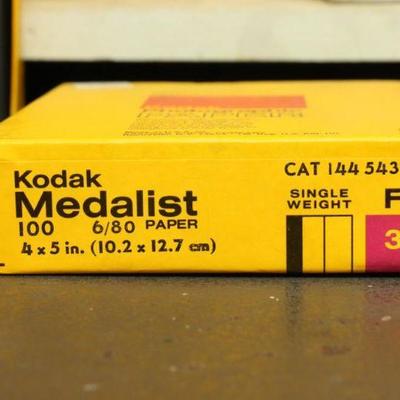 Kodak
Medalist
100 6/80 PAPER
4 x 5 in. (10.2 x 12.7 cm)
CAT 144 543
SINGLE
WEIGHT
F
3